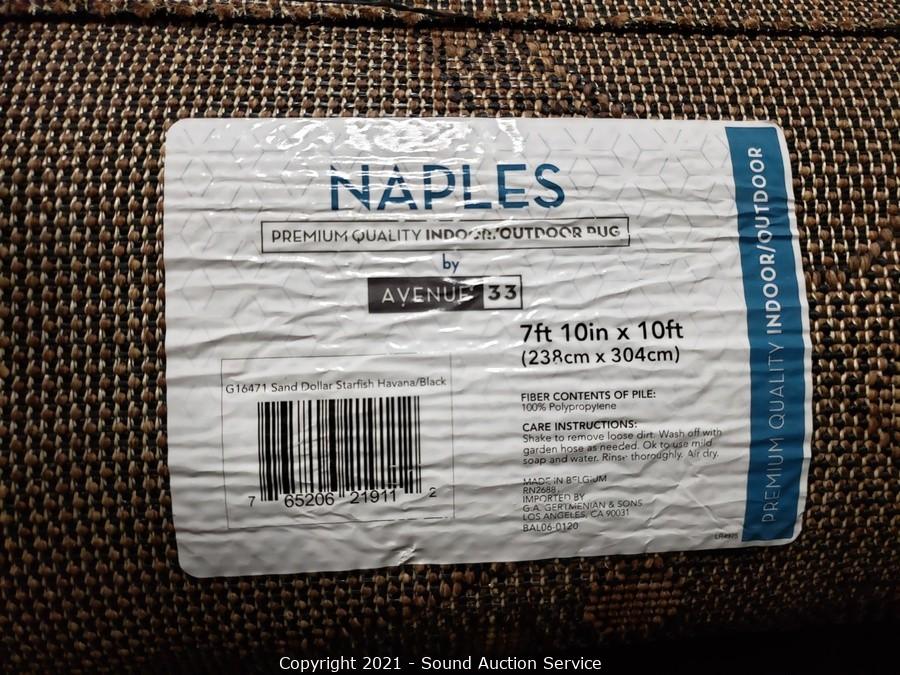 NAPLES
PREMIUM QUALITY INDOOR/OUTDOOR RUG
by
AVENUE 33
7ft 10in x 10ft
(238cm x 304cm)
G16471 Sand Dollar Starfish Havana/Black
7 65206 21911 2
FIBER CONTENTS OF PILE:
100% Polypropylene
CARE INSTRUCTIONS:
Shake to remove loose dirt. Wash off with
garden hose as needed. Ok to use mild
soap and water. Rinse thoroughly. Air dry.
MADE IN BELGIUM
RN2688
IMPORTED BY
G.A. GERTMENIAN & SONS
LOS ANGELES, CA 90031
BAL06-0120
PREMIUM QUALITY INDOOR/OUTDOOR
Copyright 2021 - Sound Auction Service